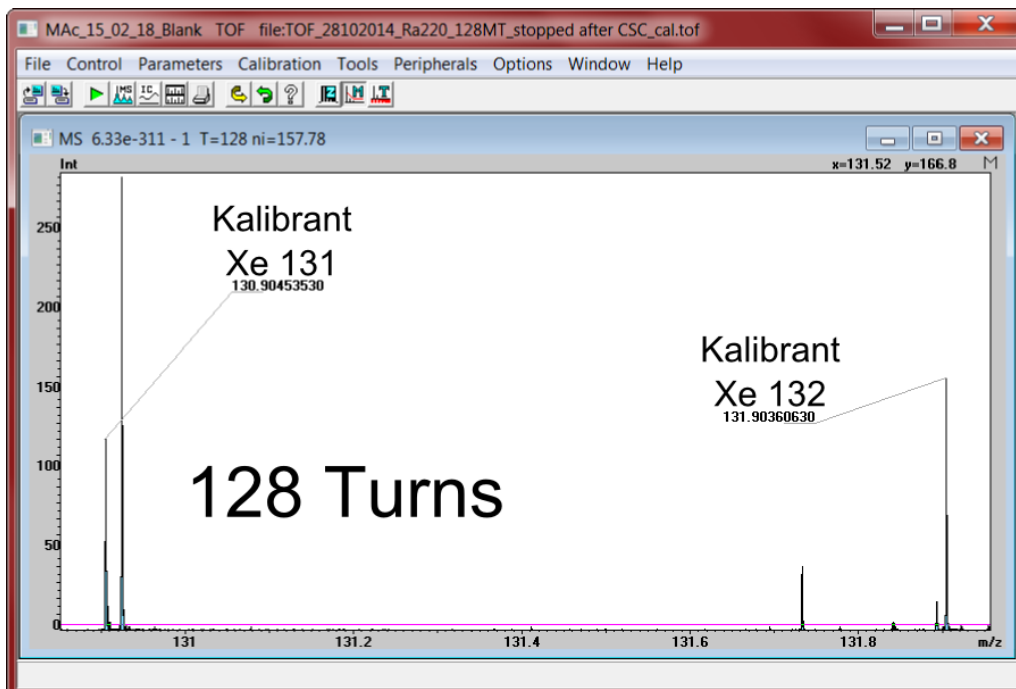 MAc_15_02_18_Blank TOF file:TOF_28102014_Ra220_128MT_stopped after CSC_cal.tof
File Control Parameters Calibration Tools Peripherals Options Window Help
MS IC
MS 6.33e-311 - 1 T=128 ni=157.78
Int
x=131.52 y=166.8 M
250
200
150
100
50
0
Kalibrant
Xe 131
130.90453530
Kalibrant
Xe 132
131.90360630
128 Turns
131 131.2 131.4 131.6 131.8 m/z